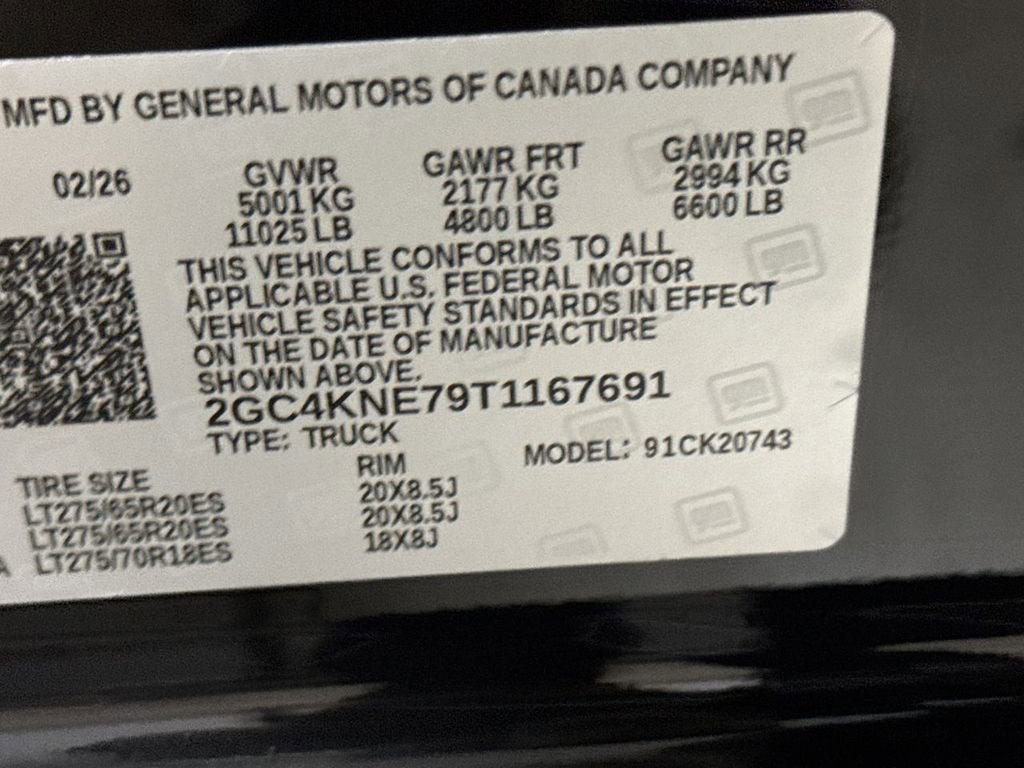 MFD BY GENERAL MOTORS OF CANADA COMPANY
02/26 GVWR GAWR FRT GAWR RR
5001 KG 2177 KG 2994 KG
11025 LB 4800 LB 6600 LB
THIS VEHICLE CONFORMS TO ALL
APPLICABLE U.S. FEDERAL MOTOR
VEHICLE SAFETY STANDARDS IN EFFECT
ON THE DATE OF MANUFACTURE
SHOWN ABOVE.
2GC4KNE79T1167691
TYPE: TRUCK MODEL: 91CK20743
TIRE SIZE RIM
LT275/65R20ES 20X8.5J
LT275/65R20ES 20X8.5J
LT275/70R18ES 18X8J